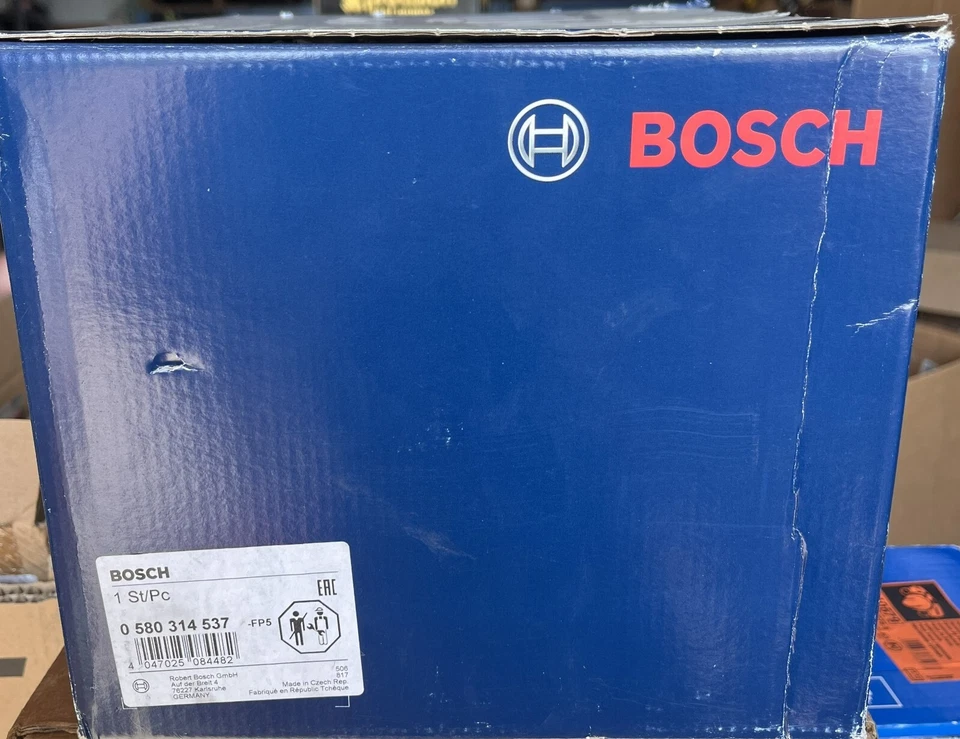 BOSCH
BOSCH
1 St/Pc
EAC
0 580 314 537 -FP5
4 047025 084482
Robert Bosch GmbH
Auf der Breit 4
76227 Karlsruhe
GERMANY
506
617
Made in Czech Rep.
Fabriqué en République Tchèque